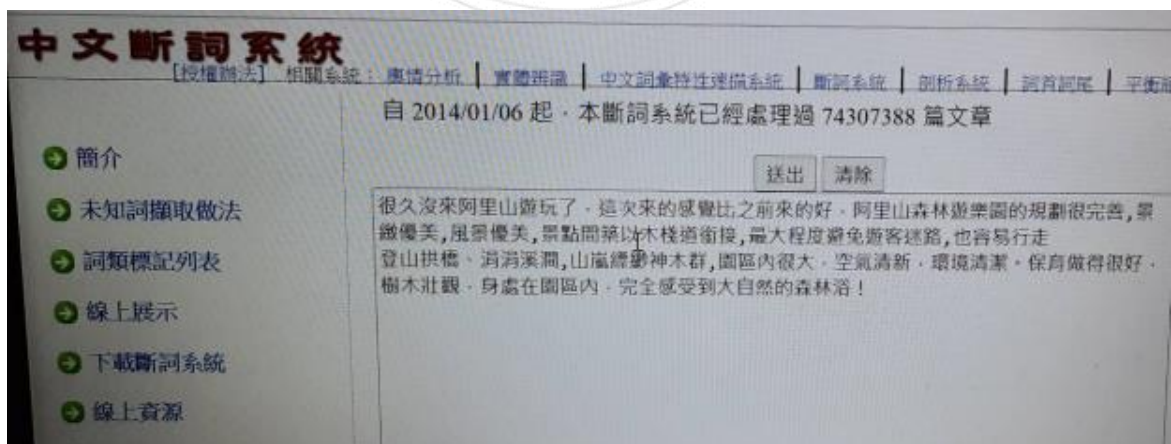 中文斷詞系統
[授權辦法] 相關系統： 輿情分析 | 實體辨識 | 中文詞彙特性速描系統 | 斷詞系統 | 剖析系統 | 詞首詞尾 | 平衡
自 2014/01/06 起，本斷詞系統已經處理過 74307388 篇文章
簡介
未知詞擷取做法
詞類標記列表
線上展示
下載斷詞系統
線上資源
送出 清除
很久沒來阿里山遊玩了，這次來的感覺比之前來的好，阿里山森林遊樂園的規劃很完善,景
緻優美,風景優美,景點間築以木棧道銜接,最大程度避免遊客迷路,也容易行走
登山拱橋、涓涓溪澗,山嵐縹緲神木群,園區內很大，空氣清新，環境清潔。保育做得很好，
樹木壯觀，身處在園區內，完全感受到大自然的森林浴！